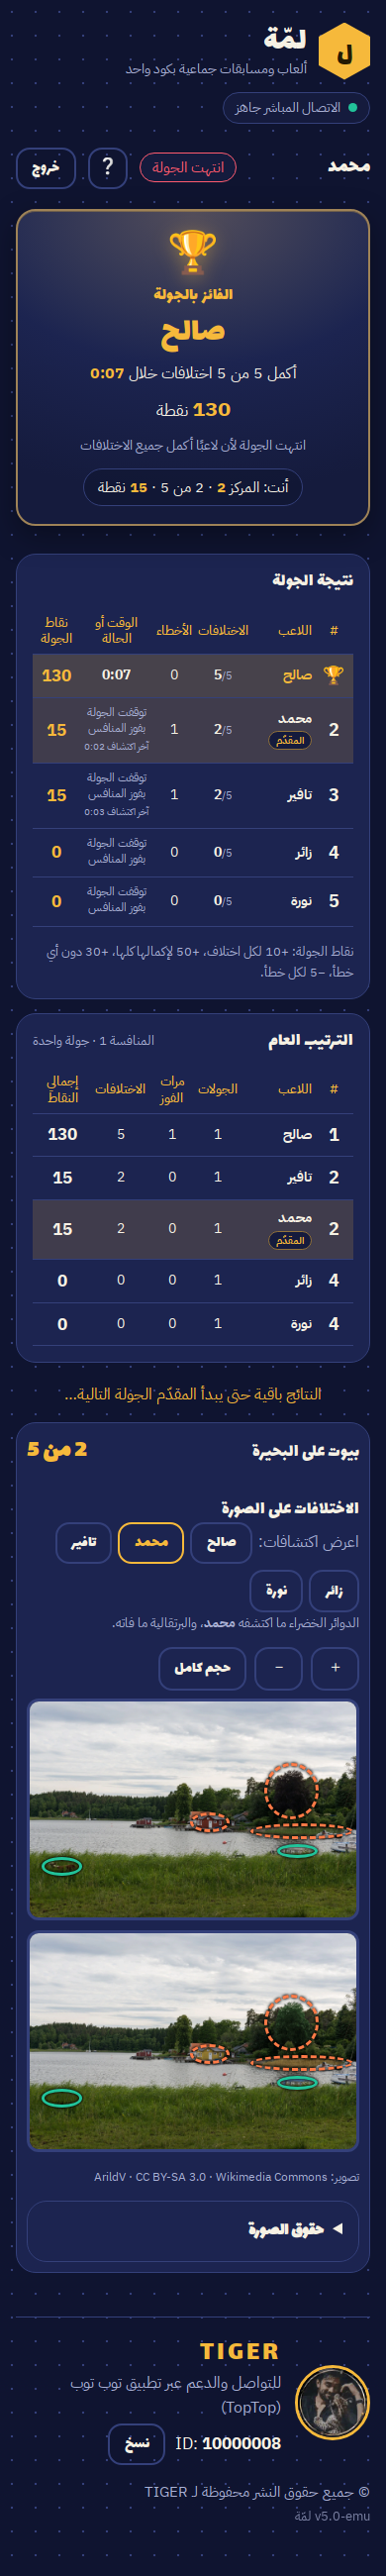 ل
لمّة
ألعاب ومسابقات جماعية بكود واحد
الاتصال المباشر جاهز
محمد
انتهت الجولة
?
خروج
الفائز بالجولة
صالح
أكمل 5 من 5 اختلافات خلال 0:07
130 نقطة
انتهت الجولة لأن لاعبًا أكمل جميع الاختلافات
أنت: المركز 2 · 2 من 5 · 15 نقطة
نتيجة الجولة
# اللاعب الاختلافات الأخطاء الوقت أو الحالة نقاط الجولة
صالح 5/5 0 0:07 130
2 محمد المقدّم 2/5 1 توقفت الجولة بفوز المنافس آخر اكتشاف 0:02 15
3 تافير 2/5 1 توقفت الجولة بفوز المنافس آخر اكتشاف 0:03 15
4 زائر 0/5 0 توقفت الجولة بفوز المنافس 0
5 نورة 0/5 0 توقفت الجولة بفوز المنافس 0
نقاط الجولة: +10 لكل اختلاف، +50 لإكمالها كلها، +30 دون أي
خطأ، −5 لكل خطأ.
الترتيب العام
المنافسة 1 · جولة واحدة
# اللاعب الجولات مرات الفوز الاختلافات إجمالي النقاط
1 صالح 1 1 5 130
2 تافير 1 0 2 15
2 محمد المقدّم 1 0 2 15
4 زائر 1 0 0 0
4 نورة 1 0 0 0
النتائج باقية حتى يبدأ المقدّم الجولة التالية...
بيوت على البحيرة
2 من 5
الاختلافات على الصورة
اعرض اكتشافات: صالح محمد تافير
زائر نورة
الدوائر الخضراء ما اكتشفه محمد، والبرتقالية ما فاته.
+ − حجم كامل
تصوير: ArildV · CC BY-SA 3.0 · Wikimedia Commons
حقوق الصورة
TIGER
للتواصل والدعم عبر تطبيق توب توب
(TopTop)
ID: 10000008 نسخ
© جميع حقوق النشر محفوظة لـ TIGER
لمّة v5.0-emu